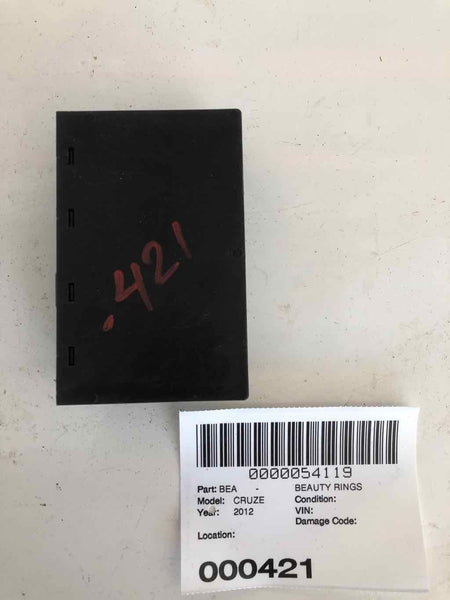 .421
0000054119
Part: BEA - BEAUTY RINGS
Model: CRUZE Condition:
Year: 2012 VIN:
Damage Code:
Location:
000421